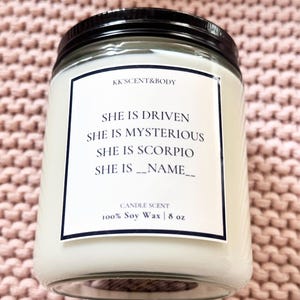 KK'SCENT&BODY
SHE IS DRIVEN
SHE IS MYSTERIOUS
SHE IS SCORPIO
SHE IS __NAME__
CANDLE SCENT
100% Soy Wax | 8 oz